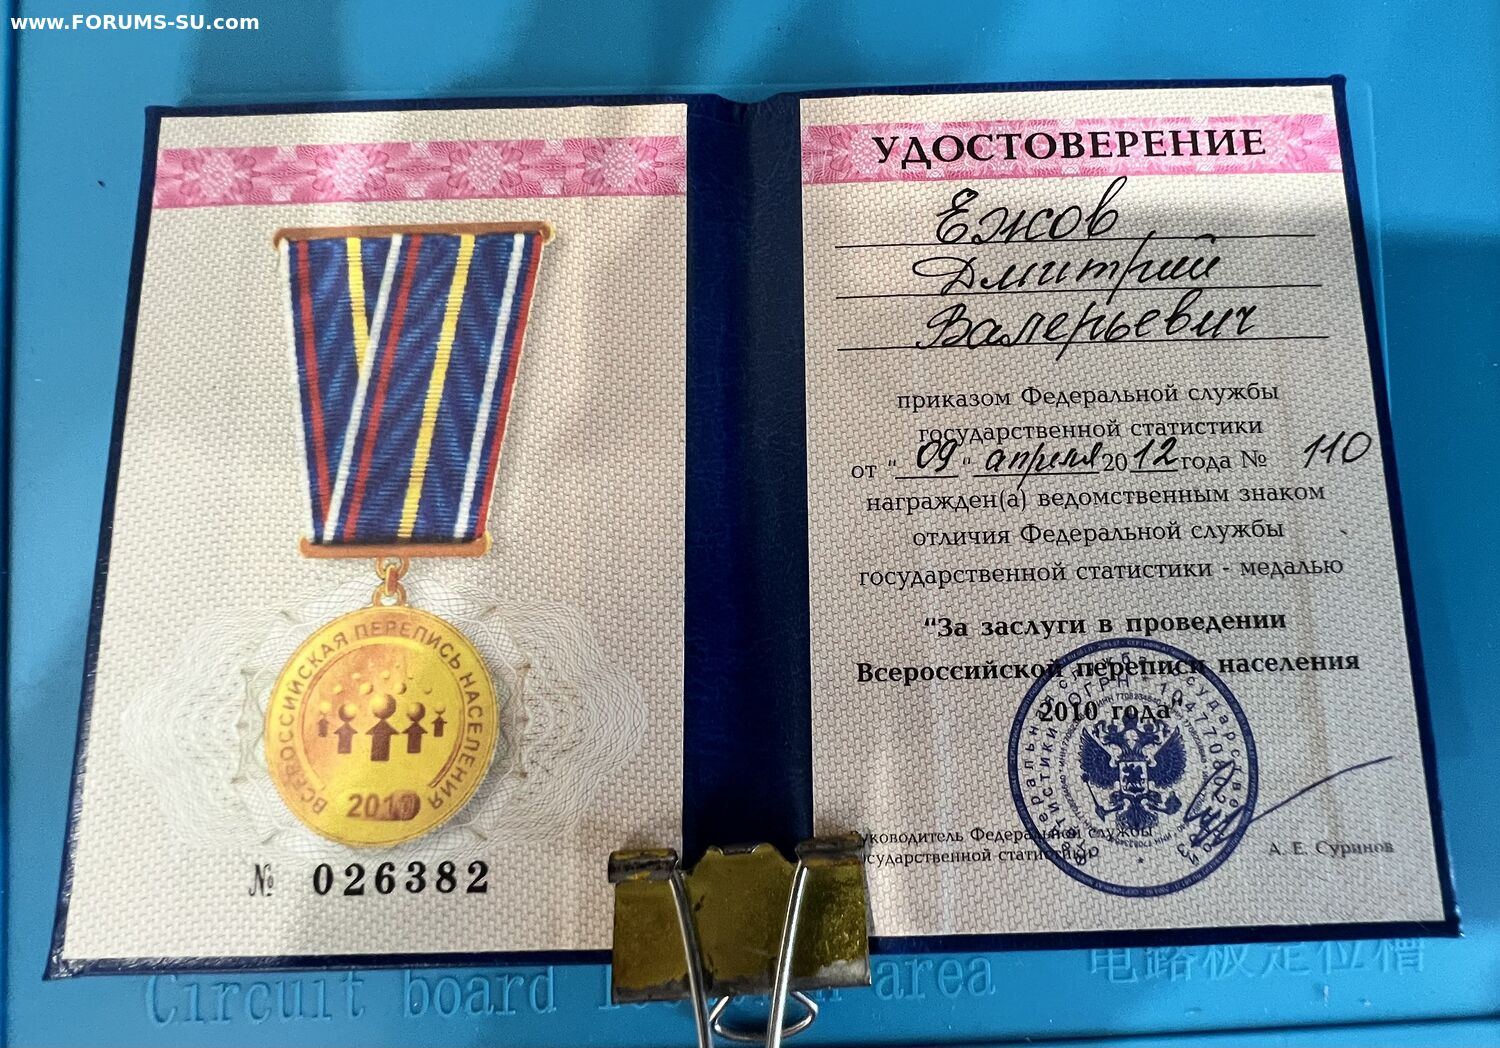 www.FORUMS-SU.com
ВСЕРОССИЙСКАЯ ПЕРЕПИСЬ НАСЕЛЕНИЯ
2010
№ 026382
УДОСТОВЕРЕНИЕ
Ежов
Дмитрий
Валерьевич
приказом Федеральной службы
государственной статистики
от "09" апреля 2012 года № 110
награжден(а) ведомственным знаком
отличия Федеральной службы
государственной статистики - медалью
“За заслуги в проведении
Всероссийской переписи населения
2010 года”
Руководитель Федеральной службы
государственной статистики
А. Е. Суринов
Circuit board area
电路板定位槽